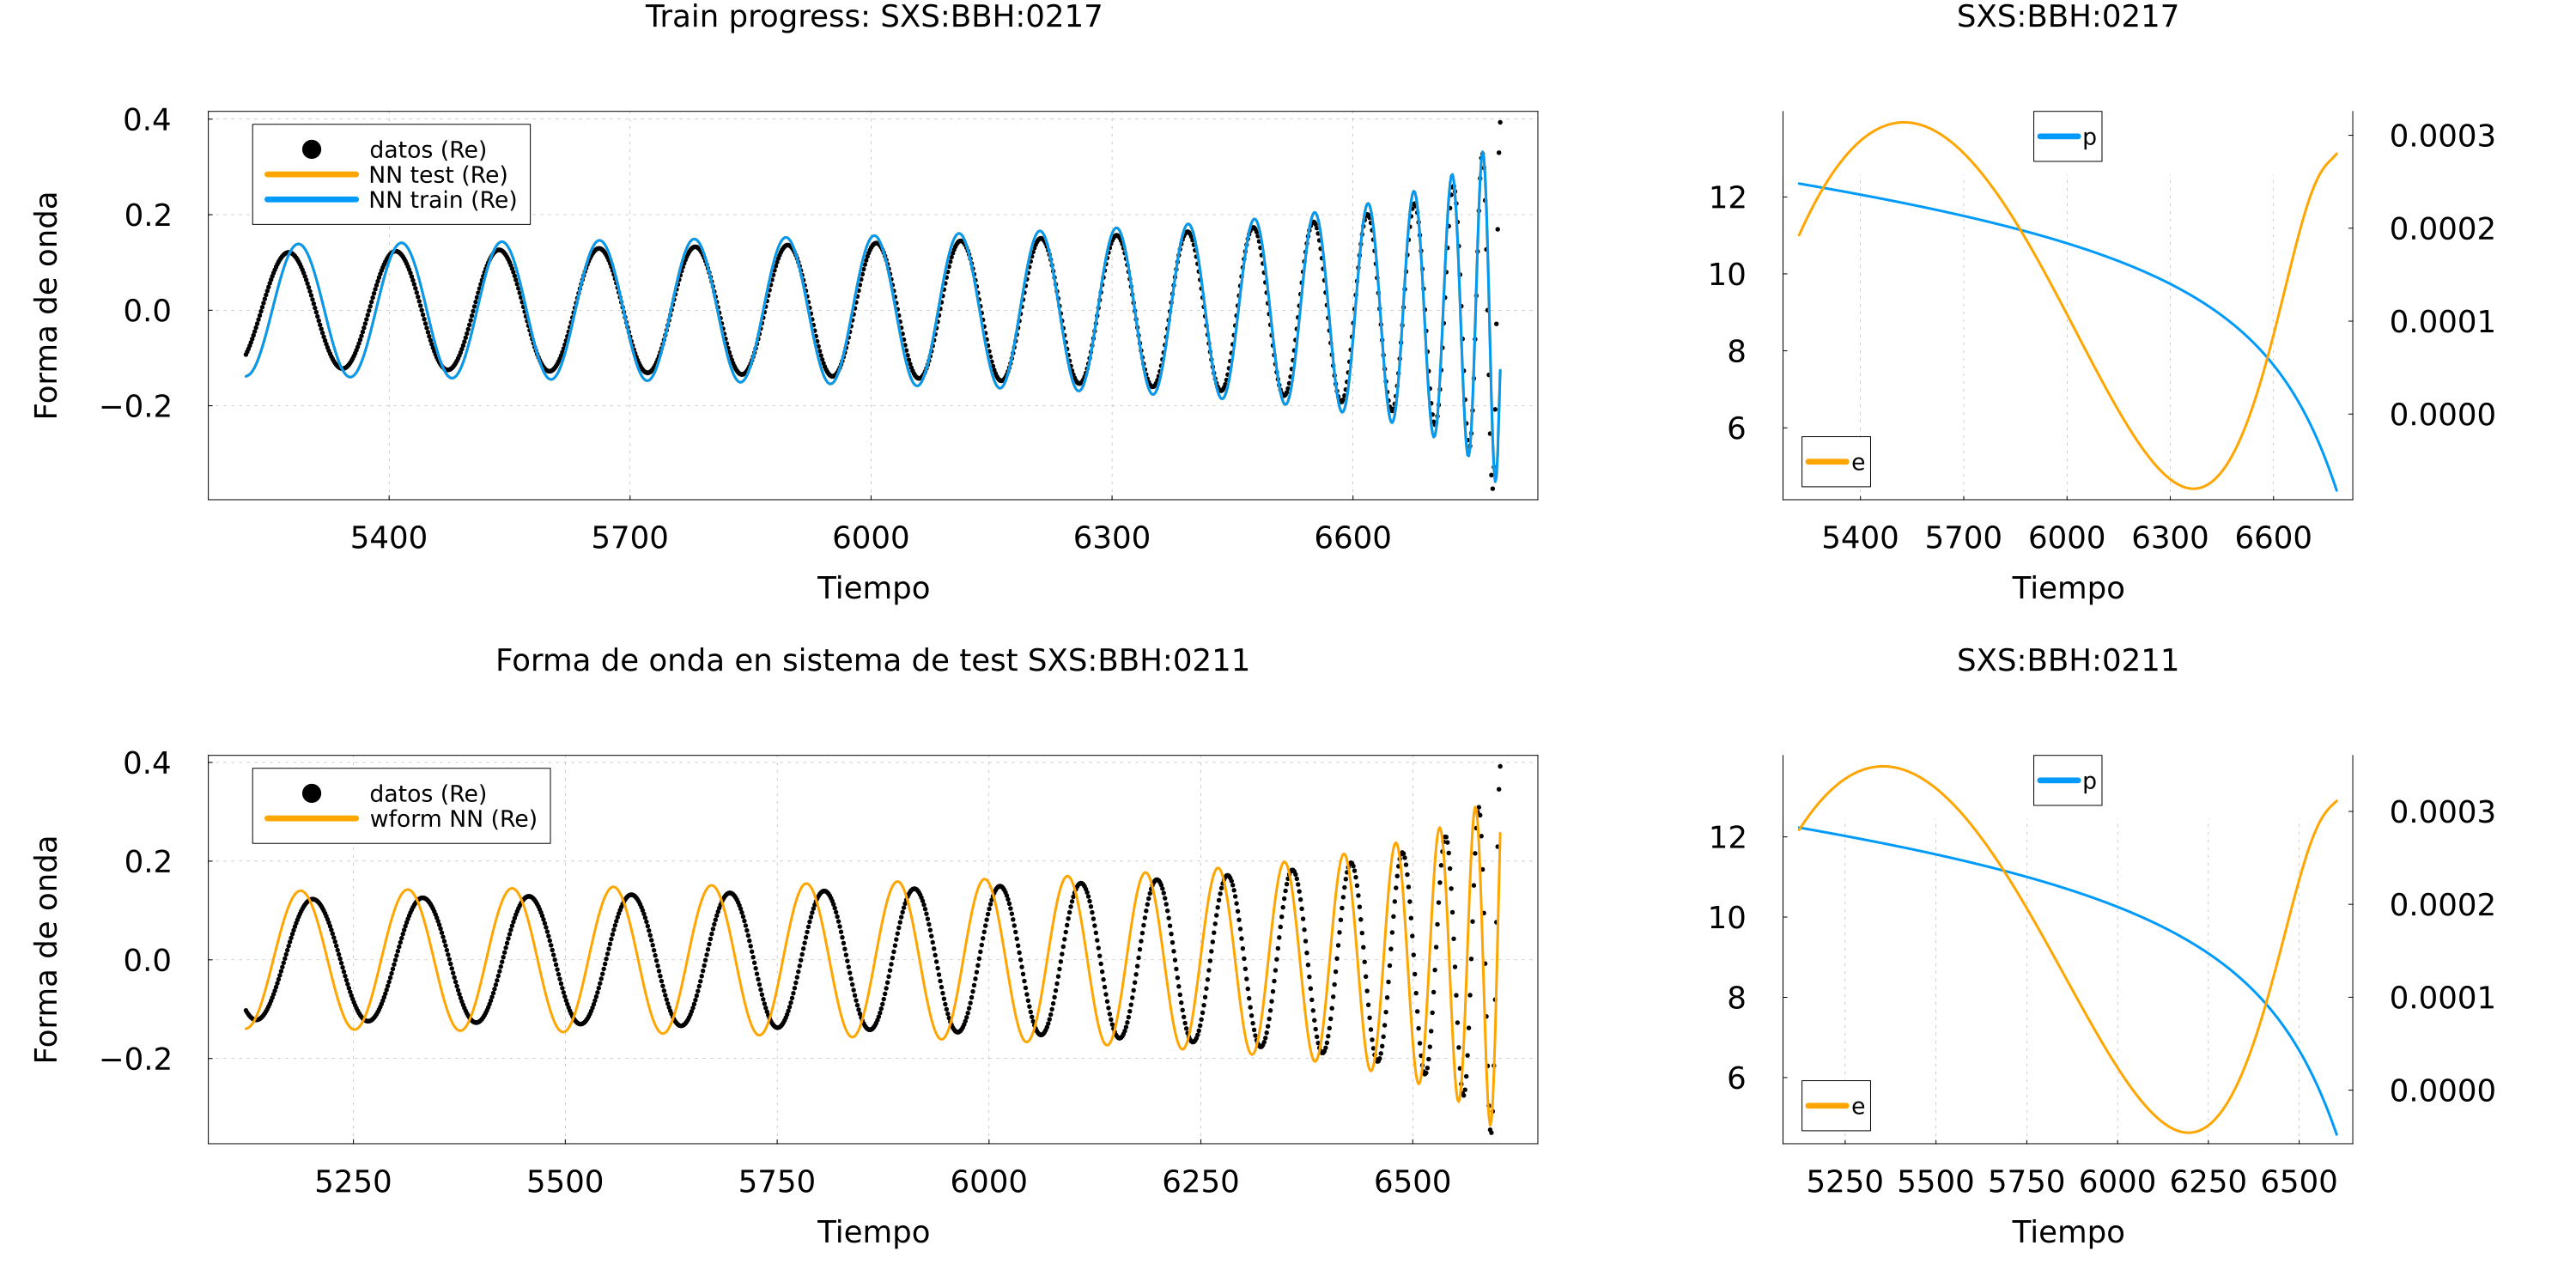 Train progress: SXS:BBH:0217
0.4
0.2
0.0
−0.2
Forma de onda
datos (Re)
NN test (Re)
NN train (Re)
5400 5700 6000 6300 6600
Tiempo
SXS:BBH:0217
12
10
8
6
p
e
0.0003
0.0002
0.0001
0.0000
5400 5700 6000 6300 6600
Tiempo
Forma de onda en sistema de test SXS:BBH:0211
0.4
0.2
0.0
−0.2
Forma de onda
datos (Re)
wform NN (Re)
5250 5500 5750 6000 6250 6500
Tiempo
SXS:BBH:0211
12
10
8
6
p
e
0.0003
0.0002
0.0001
0.0000
5250 5500 5750 6000 6250 6500
Tiempo